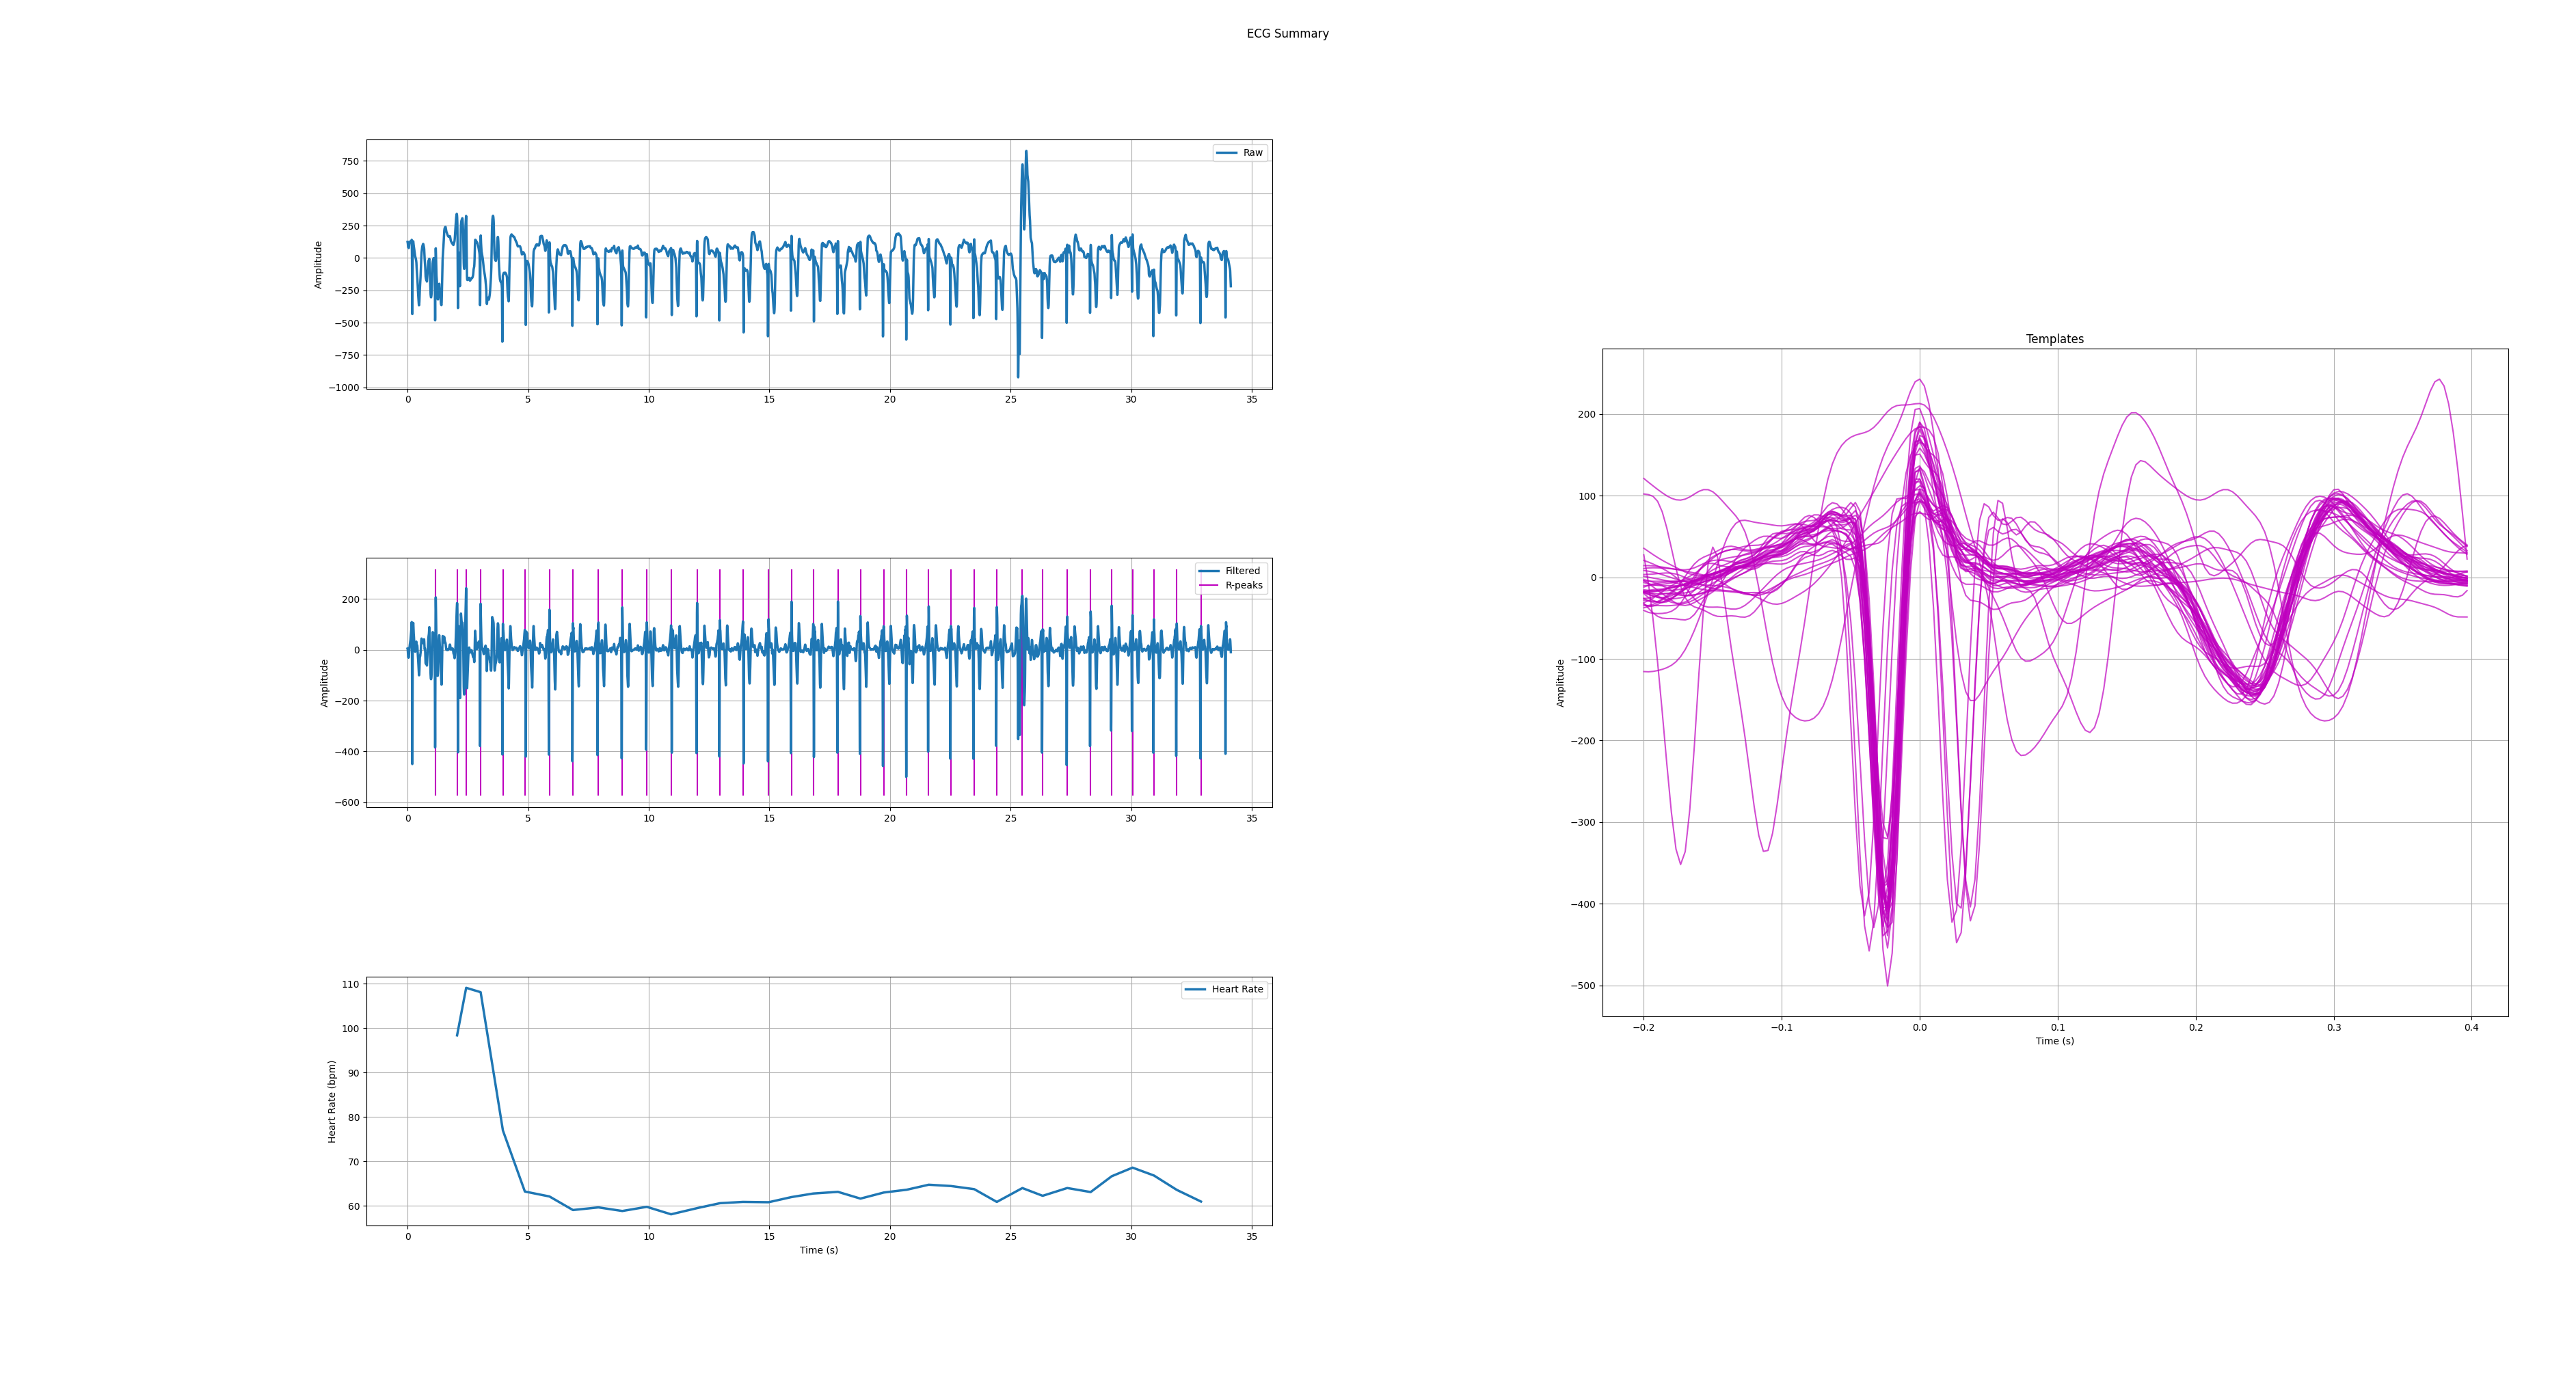 ECG Summary
Amplitude
750
500
250
0
−250
−500
−750
−1000
Raw
0 5 10 15 20 25 30 35
Amplitude
200
0
−200
−400
−600
Filtered
R-peaks
0 5 10 15 20 25 30 35
Heart Rate (bpm)
110
100
90
80
70
60
Heart Rate
0 5 10 15 20 25 30 35
Time (s)
Templates
Amplitude
200
100
0
−100
−200
−300
−400
−500
−0.2 −0.1 0.0 0.1 0.2 0.3 0.4
Time (s)